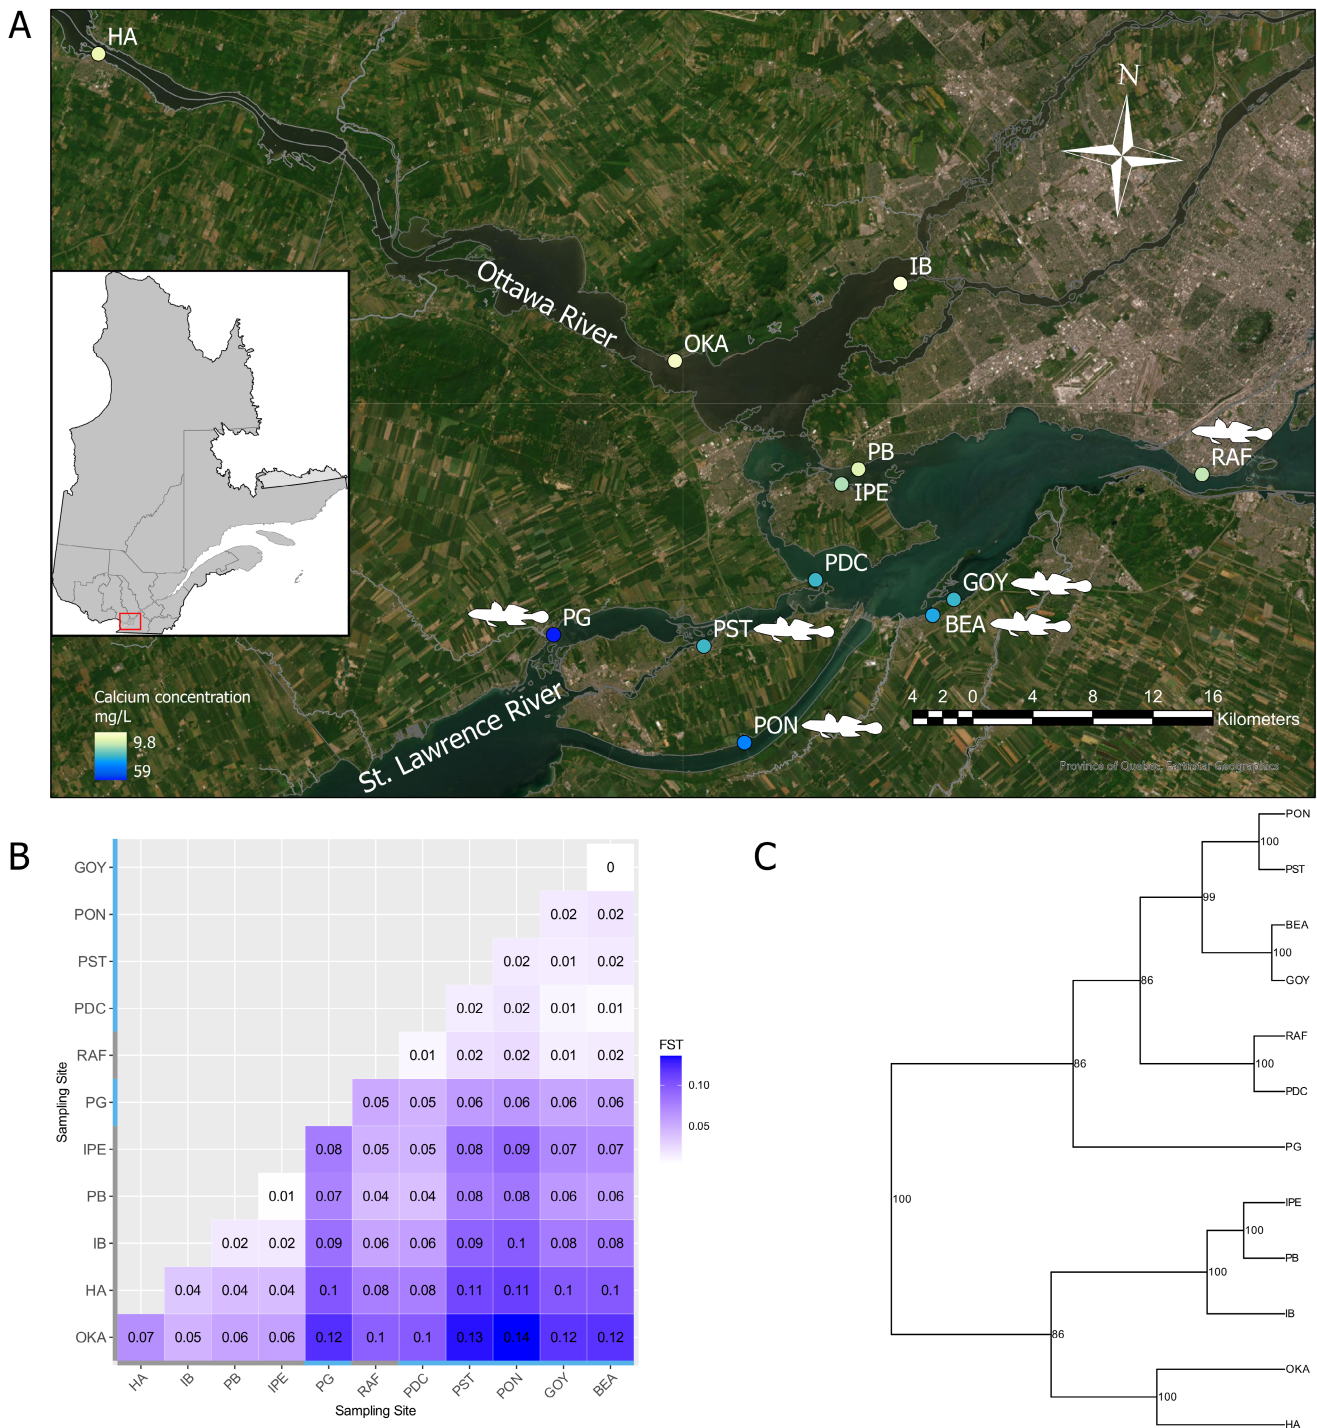 A
HA
N
Ottawa River
IB
OKA
PB
IPE
RAF
PDC
GOY
BEA
PG
PST
PON
St. Lawrence River
Calcium concentration
mg/L
9.8
59
4 2 0 4 8 12 16
Kilometers
Province of Quebec, Earthstar Geographics
B
Sampling Site
GOY 0
PON 0.02 0.02
PST 0.02 0.01 0.02
PDC 0.02 0.02 0.01 0.01
RAF 0.01 0.02 0.02 0.01 0.02
PG 0.05 0.05 0.06 0.06 0.06 0.06
IPE 0.08 0.05 0.05 0.08 0.09 0.07 0.07
PB 0.01 0.07 0.04 0.04 0.08 0.08 0.06 0.06
IB 0.02 0.02 0.09 0.06 0.06 0.09 0.1 0.08 0.08
HA 0.04 0.04 0.04 0.1 0.08 0.08 0.11 0.11 0.1 0.1
OKA 0.07 0.05 0.06 0.06 0.12 0.1 0.1 0.13 0.14 0.12 0.12
HA IB PB IPE PG RAF PDC PST PON GOY BEA
Sampling Site
FST
0.10
0.05
C
PON
100
PST
99
BEA
100
GOY
86
RAF
100
PDC
86
PG
100
IPE
100
PB
100
IB
86
OKA
100
HA